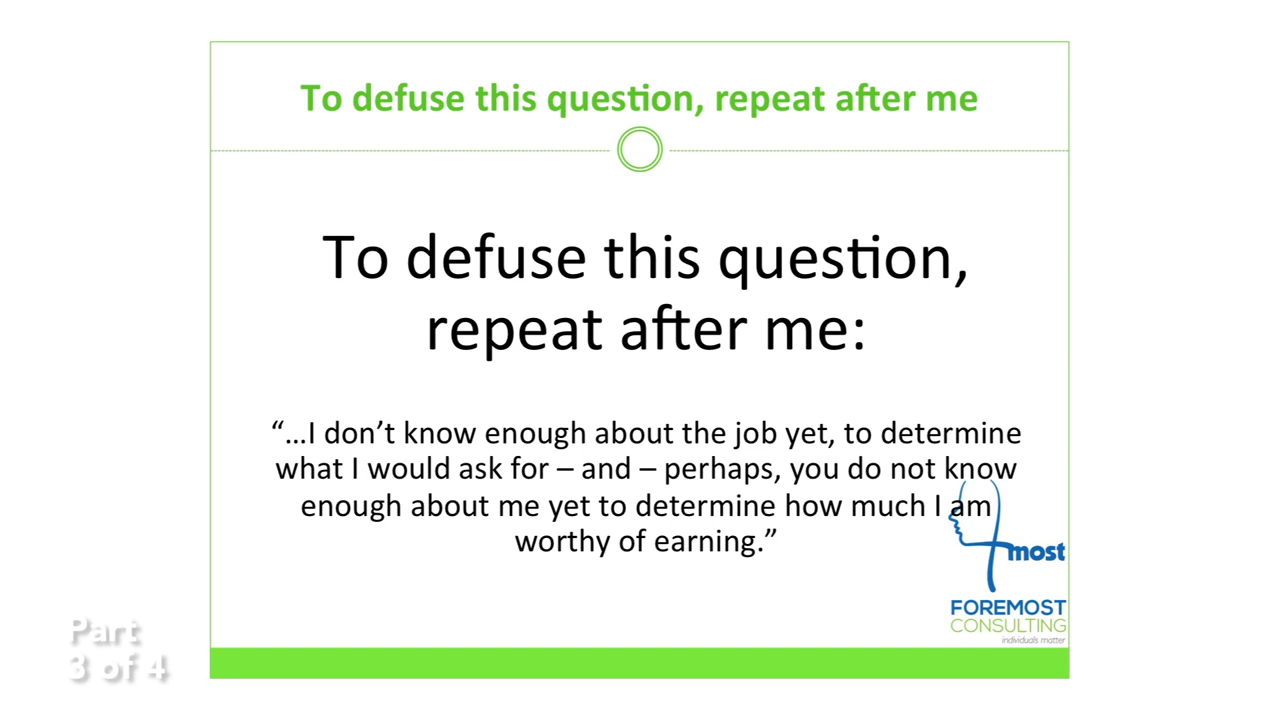 To defuse this question, repeat after me
To defuse this question,
repeat after me:
“…I don’t know enough about the job yet, to determine
what I would ask for – and – perhaps, you do not know
enough about me yet to determine how much I am
worthy of earning.”
most
FOREMOST
CONSULTING
individuals matter
Part
3 of 4